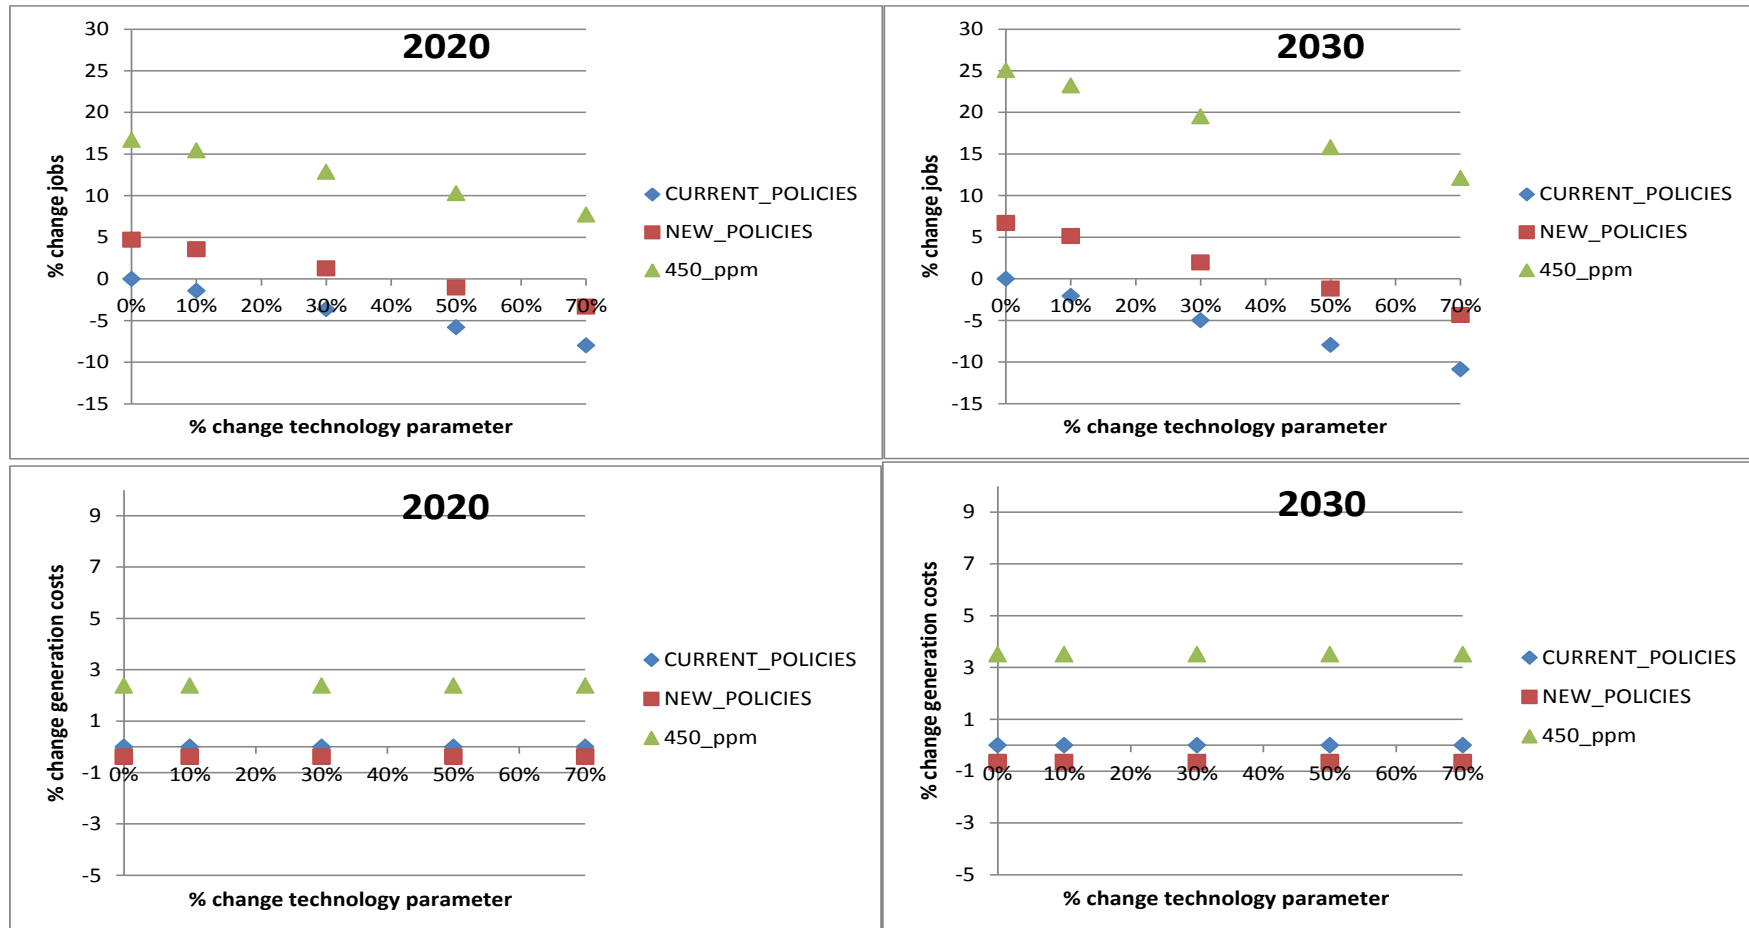 2020
% change jobs
30
25
20
15
10
5
0
-5
-10
-15
0% 10% 20% 30% 40% 50% 60% 70%
% change technology parameter
CURRENT_POLICIES
NEW_POLICIES
450_ppm
2030
% change jobs
30
25
20
15
10
5
0
-5
-10
-15
0% 10% 20% 30% 40% 50% 60% 70%
% change technology parameter
CURRENT_POLICIES
NEW_POLICIES
450_ppm
2020
% change generation costs
9
7
5
3
1
-1
-3
-5
0% 10% 20% 30% 40% 50% 60% 70%
% change technology parameter
CURRENT_POLICIES
NEW_POLICIES
450_ppm
2030
% change generation costs
9
7
5
3
1
-1
-3
-5
0% 10% 20% 30% 40% 50% 60% 70%
% change technology parameter
CURRENT_POLICIES
NEW_POLICIES
450_ppm